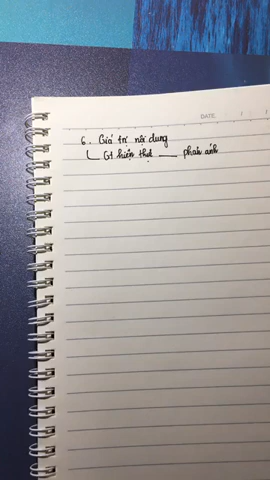 DATE / /
6. Giá trị nội dung
GT hiện thực — phản ánh